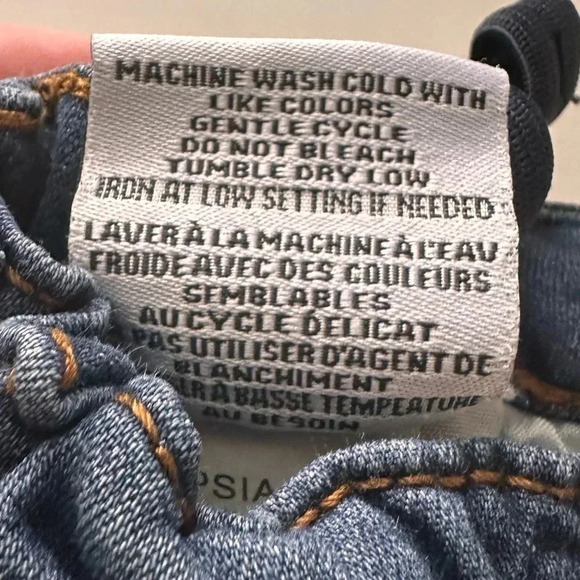 MACHINE WASH COLD WITH
LIKE COLORS
GENTLE CYCLE
DO NOT BLEACH
TUMBLE DRY LOW
IRON AT LOW SETTING IF NEEDED
LAVER À LA MACHINE À L'EAU
FROIDE AVEC DES COULEURS
SEMBLABLES
AU CYCLE DÉLICAT
PAS UTILISER D'AGENT DE
BLANCHIMENT
À BASSE TEMPEATURE
AU BESOIN